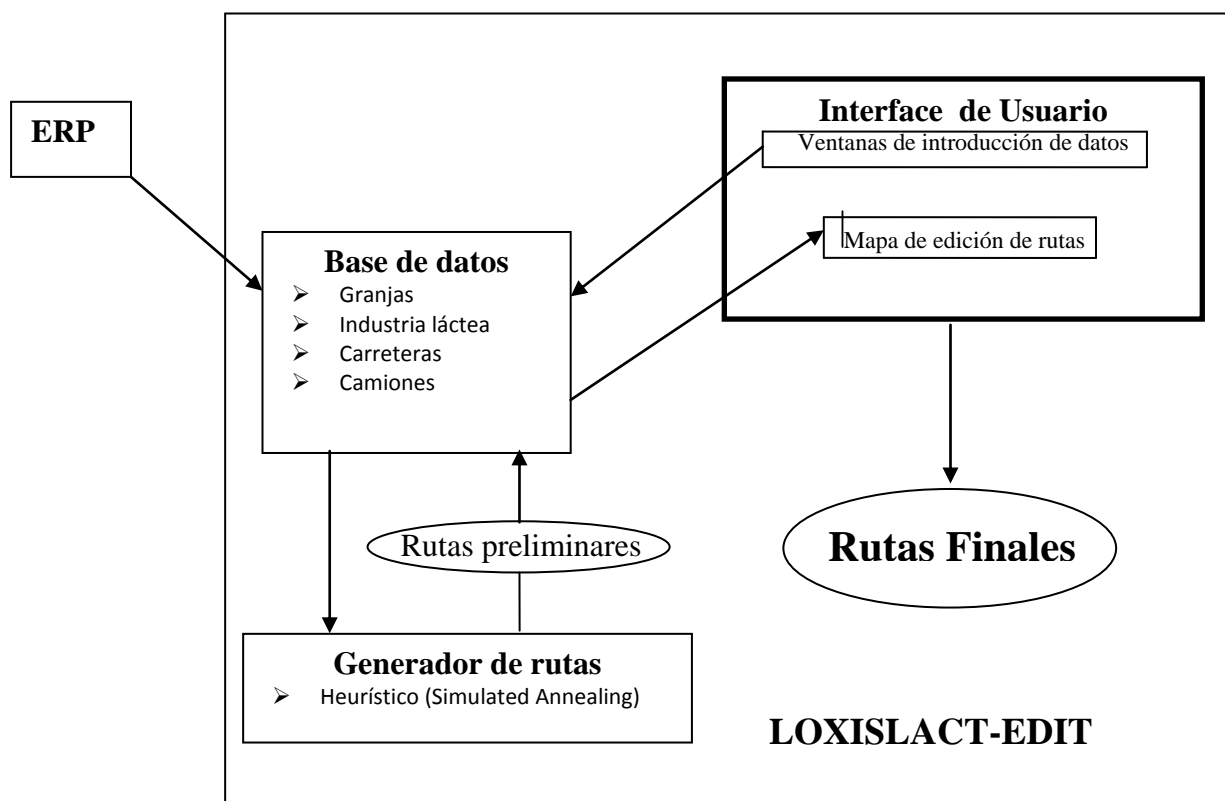 ERP
Interface de Usuario
Ventanas de introducción de datos
Mapa de edición de rutas
Base de datos
➢ Granjas
➢ Industria láctea
➢ Carreteras
➢ Camiones
Rutas preliminares
Rutas Finales
Generador de rutas
➢ Heurístico (Simulated Annealing)
LOXISLACT-EDIT